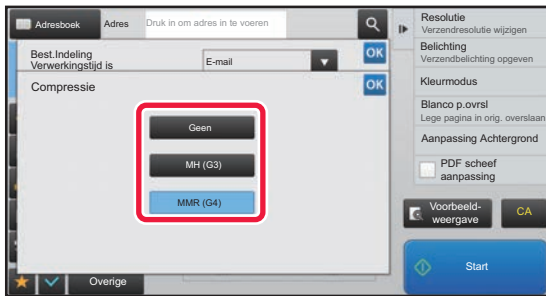 Adresboek
Adres
Druk in om adres in te voeren
Best.Indeling
Verwerkingstijd is
E-mail
OK
Compressie
OK
Geen
MH (G3)
MMR (G4)
Overige
Resolutie
Verzendresolutie wijzigen
Belichting
Verzendbelichting opgeven
Kleurmodus
Blanco p.ovrsl
Lege pagina in orig. overslaan
Aanpassing Achtergrond
PDF scheef
aanpassing
Voorbeeld-
weergave
CA
Start